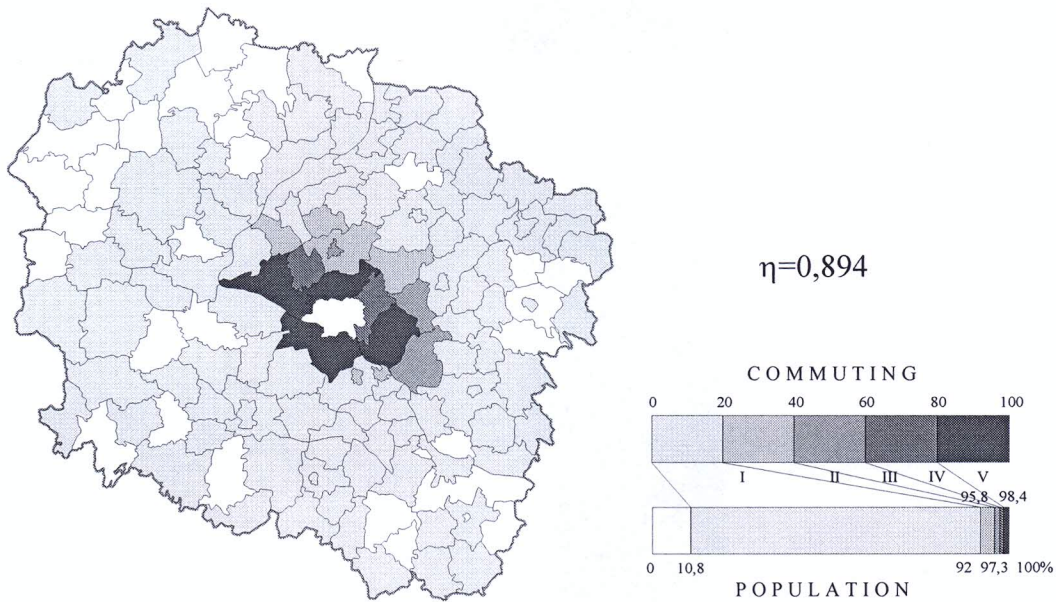 η=0,894
COMMUTING
0 20 40 60 80 100
I II III IV V
95,8 98,4
0 10,8 92 97,3 100%
POPULATION